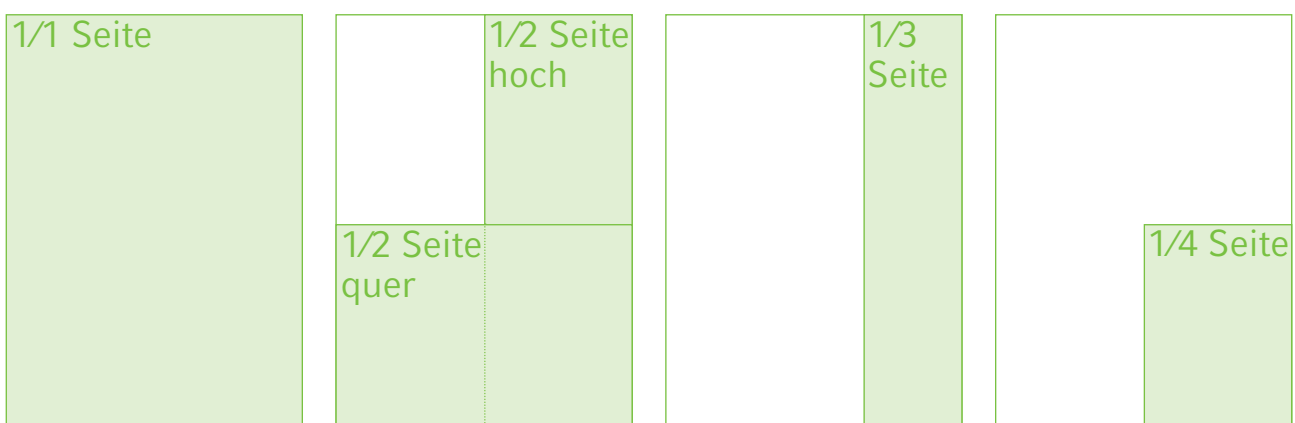 1/1 Seite
1/2 Seite
hoch
1/2 Seite
quer
1/3
Seite
1/4 Seite